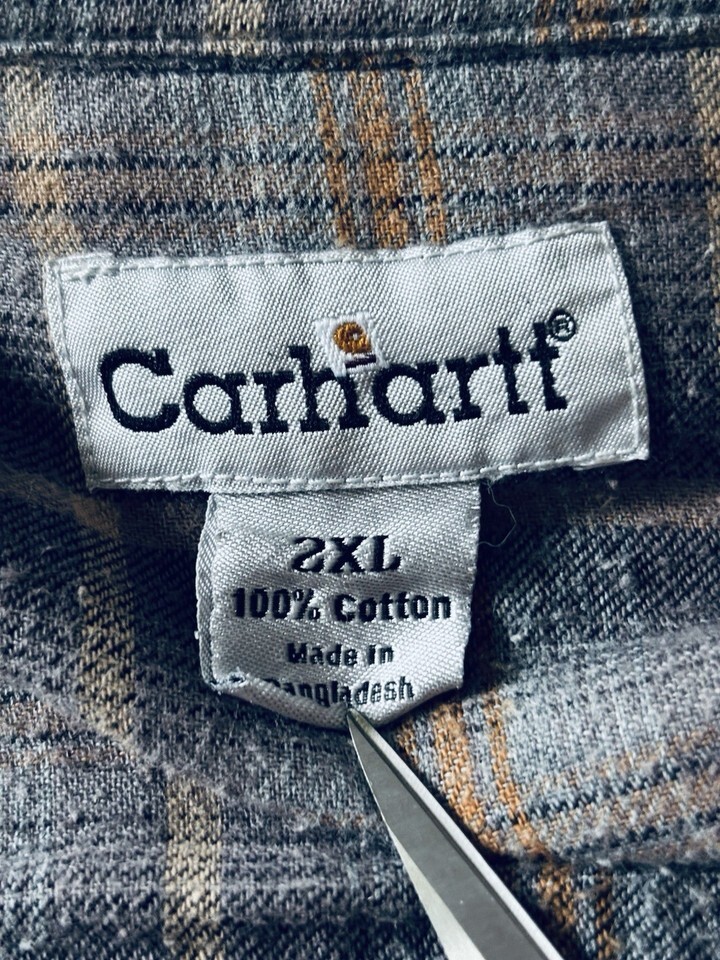 Carhartt®
2XL
100% Cotton
Made in
Bangladesh